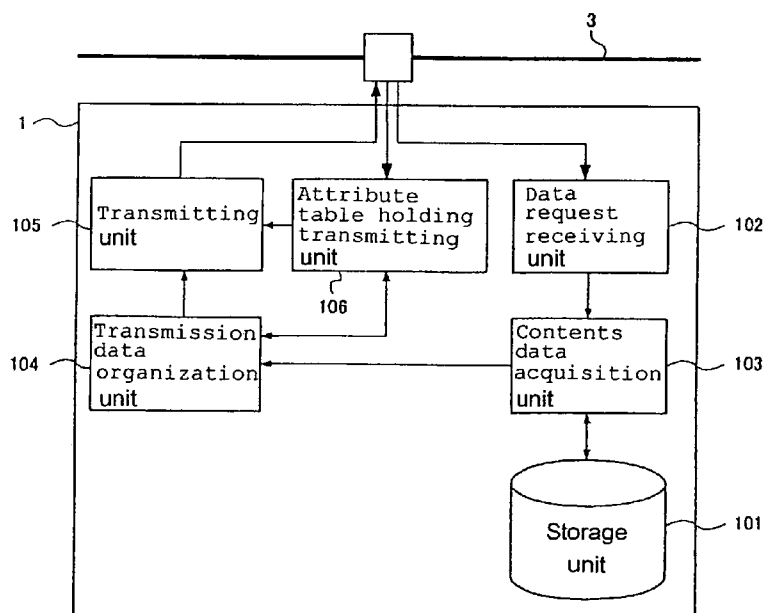 3
1
105
Transmitting
unit
Attribute
table holding
transmitting
unit
106
Data
request
receiving
unit
102
104
Transmission
data
organization
unit
Contents
data
acquisition
unit
103
Storage
unit
101